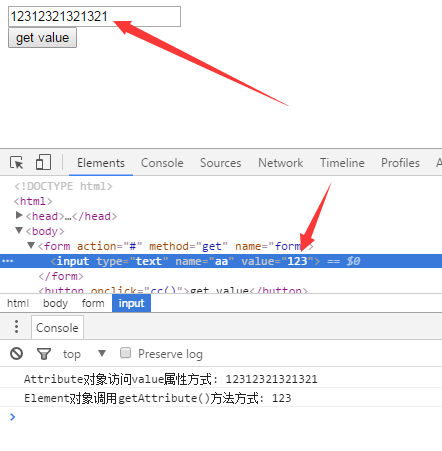 12312321321321
get value
Elements Console Sources Network Timeline Profiles
<!DOCTYPE html>
<html>
<head>…</head>
<body>
<form action="#" method="get" name="form
<input type="text" name="aa" value="123"> == $0
</form>
<button onclick="cc()">get value</button>
html body form input
Console
top Preserve log
Attribute对象访问value属性方式: 12312321321321
Element对象调用getAttribute()方法方式: 123